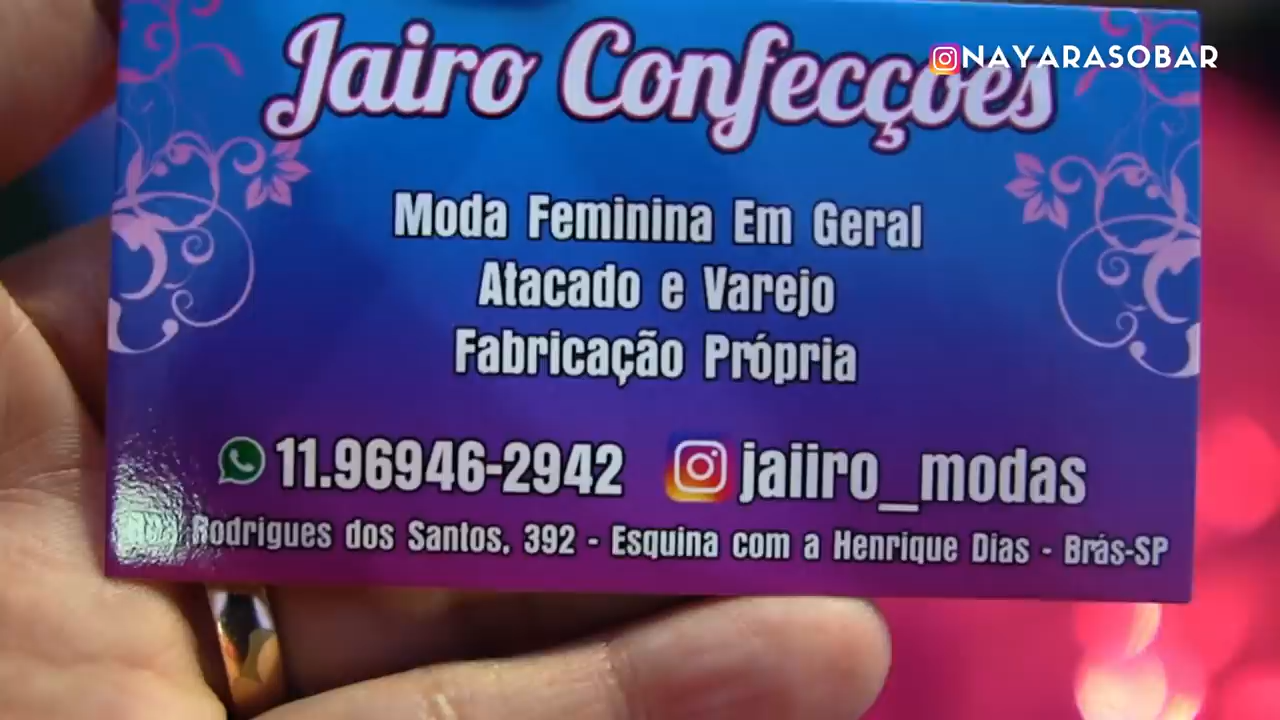 NAYARASOBAR
Jairo Confecções
Moda Feminina Em Geral
Atacado e Varejo
Fabricação Própria
11.96946-2942 jaiiro_modas
Rodrigues dos Santos, 392 - Esquina com a Henrique Dias - Brás-SP